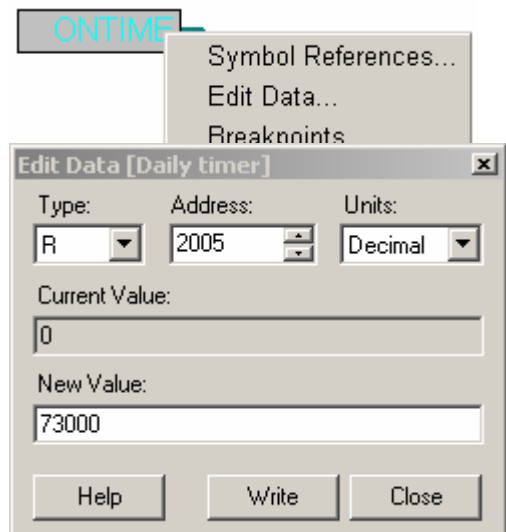 ONTIME
Symbol References...
Edit Data...
Breakpoints
Edit Data [Daily timer]
Type: Address: Units:
R 2005 Decimal
Current Value:
0
New Value:
73000
Help Write Close